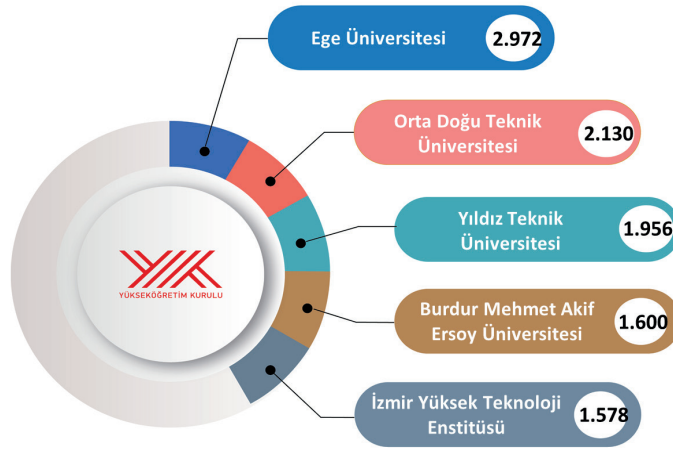 Ege Üniversitesi
2.972
Orta Doğu Teknik
Üniversitesi
2.130
Yıldız Teknik
Üniversitesi
1.956
Burdur Mehmet Akif
Ersoy Üniversitesi
1.600
İzmir Yüksek Teknoloji
Enstitüsü
1.578
YÜKSEKÖĞRETİM KURULU